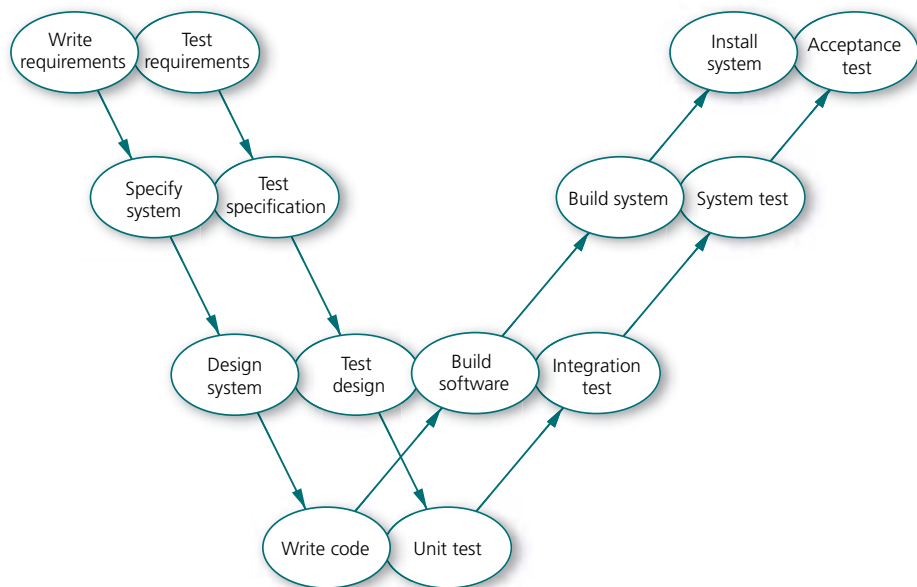 Write
requirements
Test
requirements
Install
system
Acceptance
test
Specify
system
Test
specification
Build system
System test
Design
system
Test
design
Build
software
Integration
test
Write code
Unit test